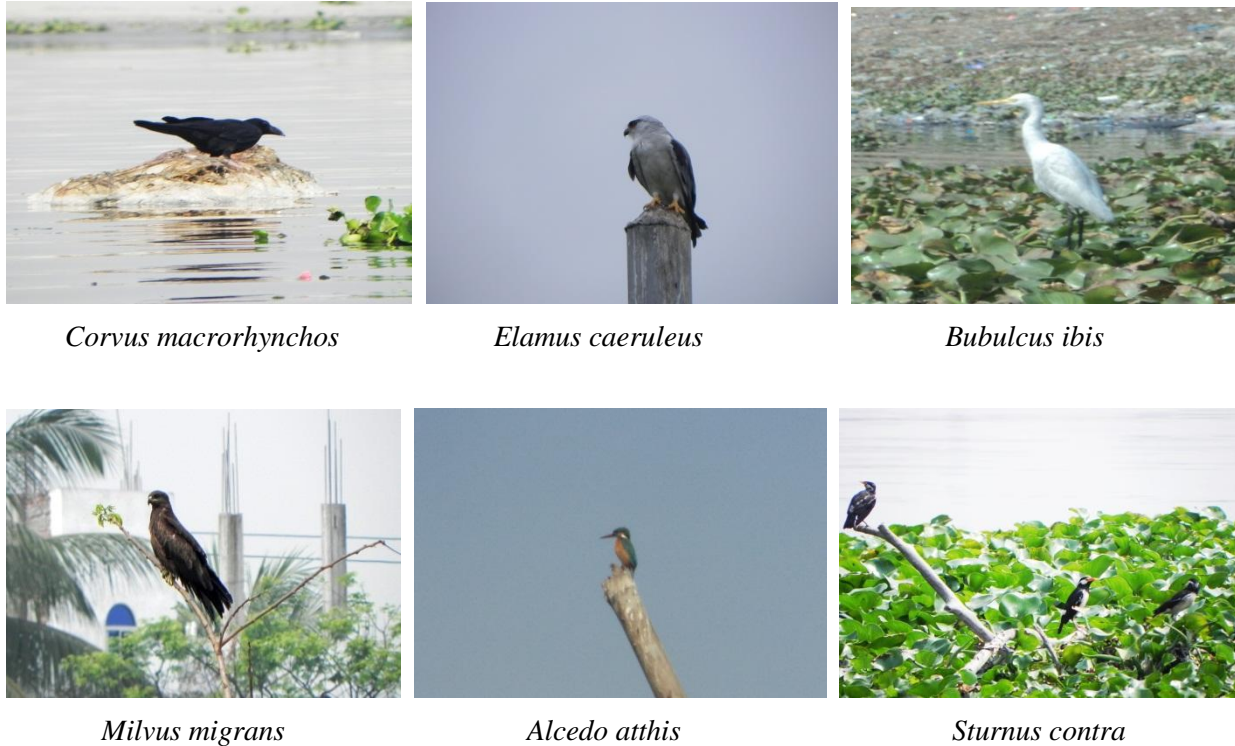 Corvus macrorhynchos
Elamus caeruleus
Bubulcus ibis
Milvus migrans
Alcedo atthis
Sturnus contra